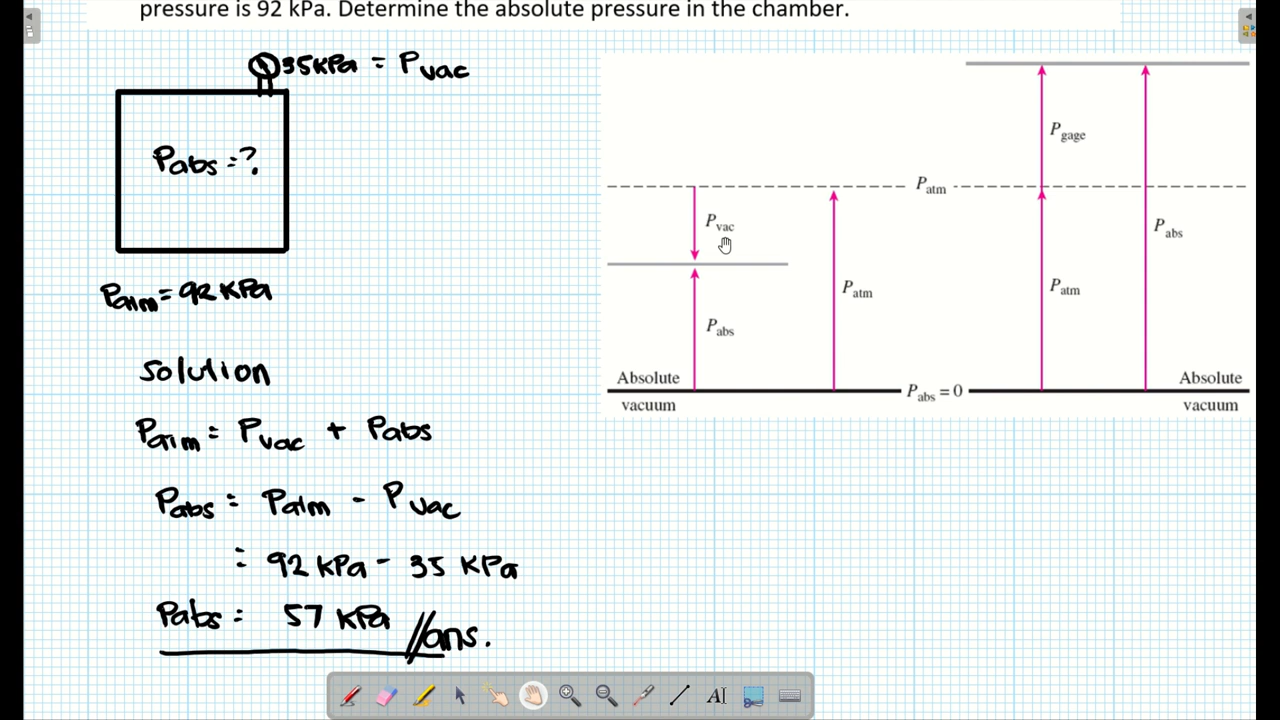 pressure is 92 kPa. Determine the absolute pressure in the chamber.
35kPa = Pvac
Pabs = ?
Patm = 92 kPa
Solution
Patm = Pvac + Pabs
Pabs = Patm - Pvac
= 92 kPa - 35 kPa
Pabs = 57 kPa //ans.
Pgage
Patm
Pvac
Pabs
Patm
Patm
Pabs
Absolute
vacuum
Pabs = 0
Absolute
vacuum
AI